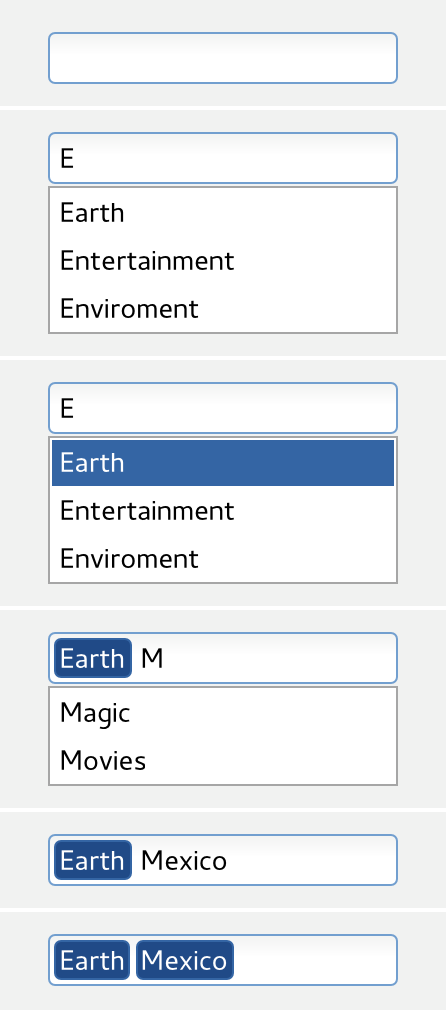 E
Earth
Entertainment
Enviroment
E
Earth
Entertainment
Enviroment
Earth M
Magic
Movies
Earth Mexico
Earth Mexico